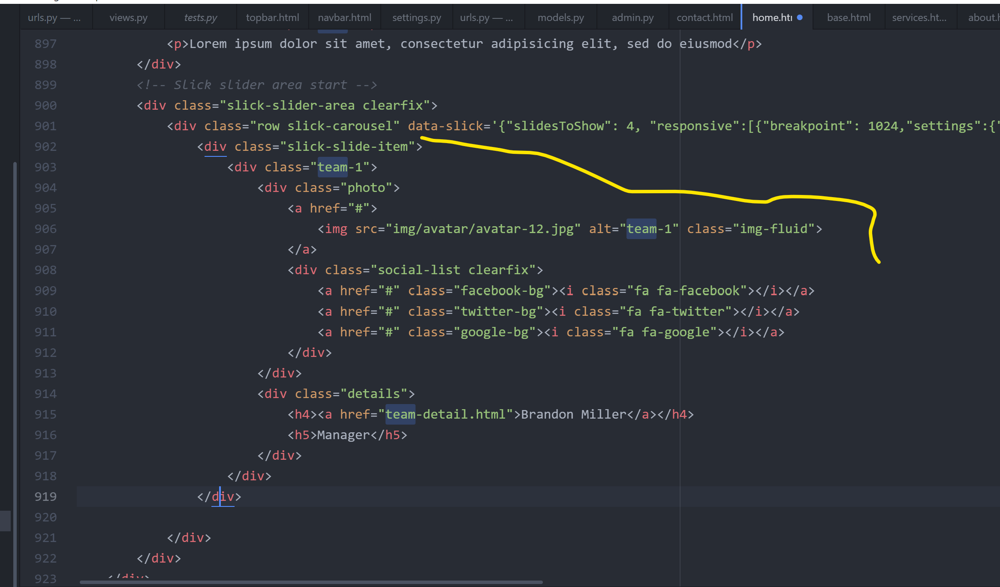 urls.py — ... views.py tests.py topbar.html navbar.html settings.py urls.py — ... models.py admin.py contact.html home.htı base.html services.ht... about.h
897 <p>Lorem ipsum dolor sit amet, consectetur adipisicing elit, sed do eiusmod</p>
898 </div>
899 <!-- Slick slider area start -->
900 <div class="slick-slider-area clearfix">
901 <div class="row slick-carousel" data-slick='{"slidesToShow": 4, "responsive":[{"breakpoint": 1024,"settings":{"
902 <div class="slick-slide-item">
903 <div class="team-1">
904 <div class="photo">
905 <a href="#">
906 <img src="img/avatar/avatar-12.jpg" alt="team-1" class="img-fluid">
907 </a>
908 <div class="social-list clearfix">
909 <a href="#" class="facebook-bg"><i class="fa fa-facebook"></i></a>
910 <a href="#" class="twitter-bg"><i class="fa fa-twitter"></i></a>
911 <a href="#" class="google-bg"><i class="fa fa-google"></i></a>
912 </div>
913 </div>
914 <div class="details">
915 <h4><a href="team-detail.html">Brandon Miller</a></h4>
916 <h5>Manager</h5>
917 </div>
918 </div>
919 </div>
920
921 </div>
922 </div>
923 </div>